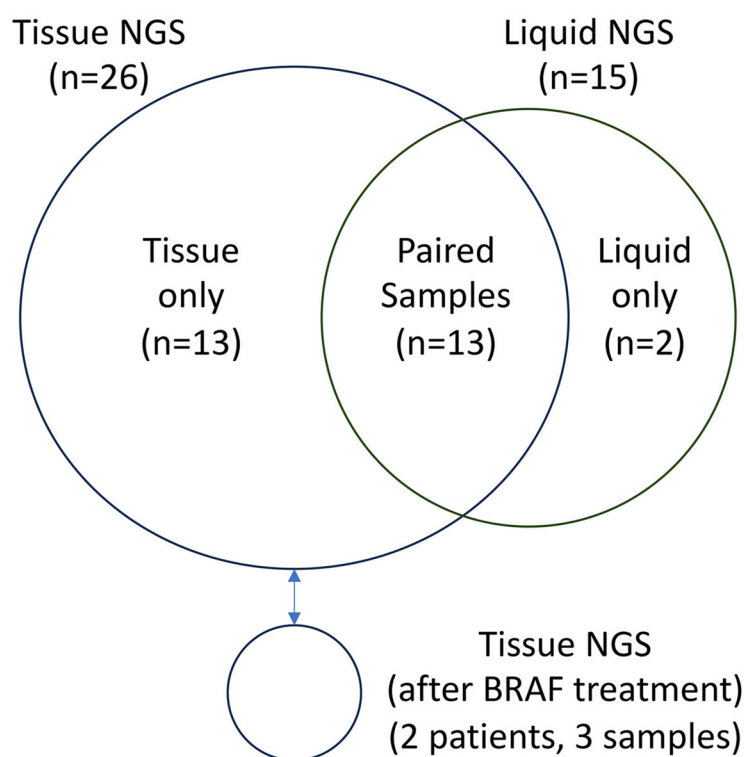 Tissue NGS
(n=26)
Liquid NGS
(n=15)
Tissue
only
(n=13)
Paired
Samples
(n=13)
Liquid
only
(n=2)
Tissue NGS
(after BRAF treatment)
(2 patients, 3 samples)